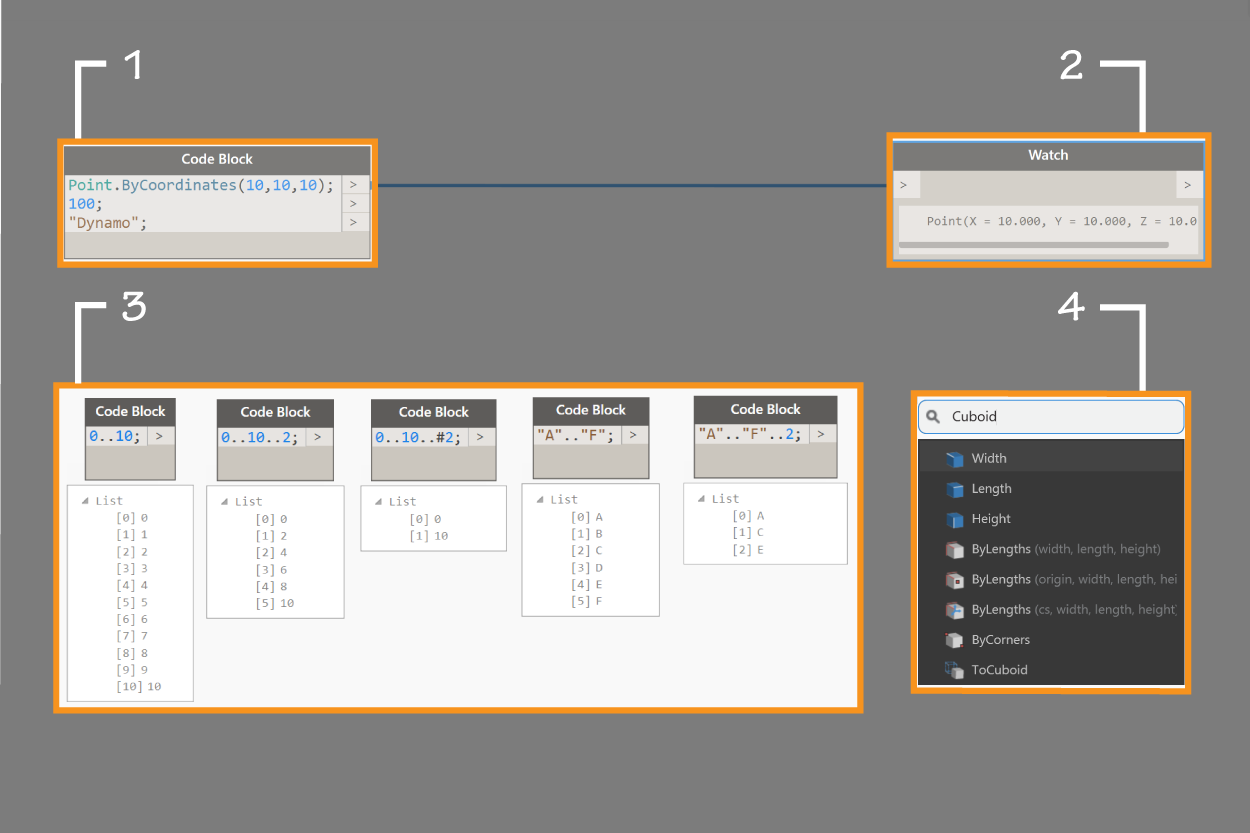 1
2
Code Block
Point.ByCoordinates(10,10,10); >
100; >
"Dynamo"; >
Watch
> >
Point(X = 10.000, Y = 10.000, Z = 10.0
3
Code Block
0..10; >
List
[0] 0
[1] 1
[2] 2
[3] 3
[4] 4
[5] 5
[6] 6
[7] 7
[8] 8
[9] 9
[10] 10
Code Block
0..10..2; >
List
[0] 0
[1] 2
[2] 4
[3] 6
[4] 8
[5] 10
Code Block
0..10..#2; >
List
[0] 0
[1] 10
Code Block
"A".."F"; >
List
[0] A
[1] B
[2] C
[3] D
[4] E
[5] F
Code Block
"A".."F"..2; >
List
[0] A
[1] C
[2] E
4
Cuboid
Width
Length
Height
ByLengths (width, length, height)
ByLengths (origin, width, length, hei
ByLengths (cs, width, length, height)
ByCorners
ToCuboid